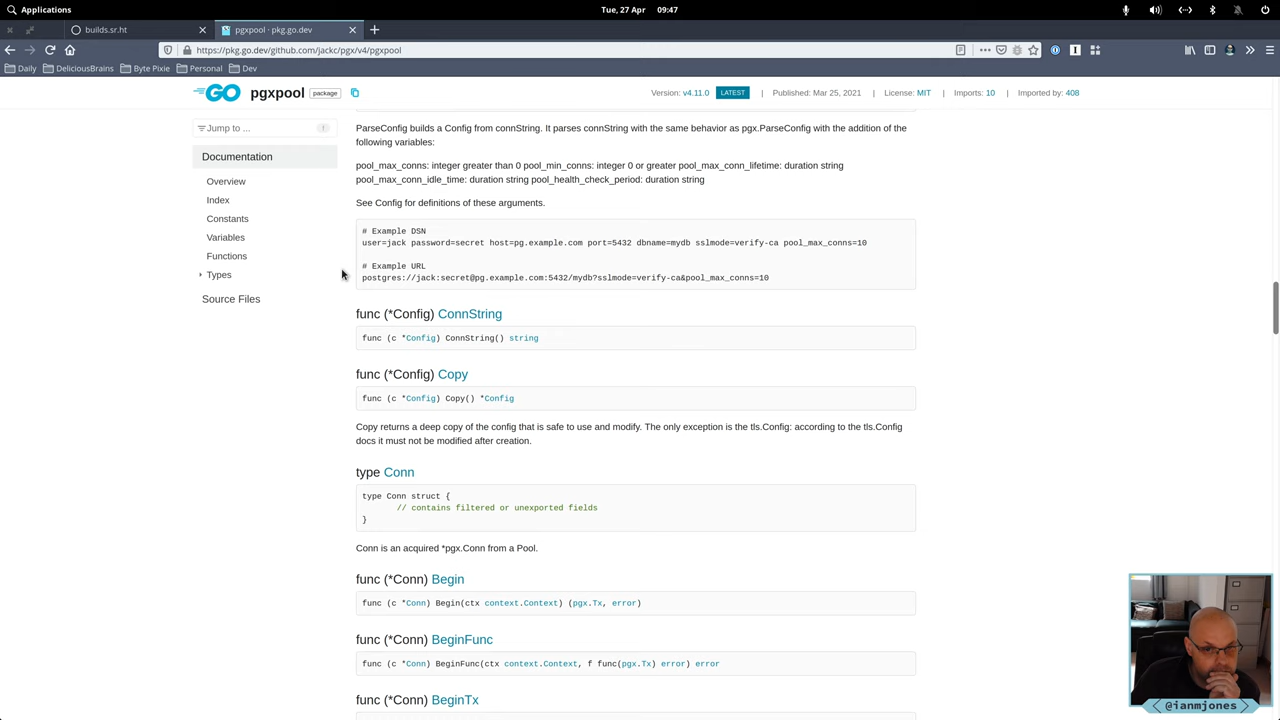 Applications
Tue, 27 Apr 09:47
builds.sr.ht
pgxpool · pkg.go.dev
https://pkg.go.dev/github.com/jackc/pgx/v4/pgxpool
Daily DeliciousBrains Byte Pixie Personal Dev
GO pgxpool package
Version: v4.11.0 LATEST | Published: Mar 25, 2021 | License: MIT | Imports: 10 | Imported by: 408
Jump to ...
Documentation
Overview
Index
Constants
Variables
Functions
Types
Source Files
ParseConfig builds a Config from connString. It parses connString with the same behavior as pgx.ParseConfig with the addition of the
following variables:
pool_max_conns: integer greater than 0 pool_min_conns: integer 0 or greater pool_max_conn_lifetime: duration string
pool_max_conn_idle_time: duration string pool_health_check_period: duration string
See Config for definitions of these arguments.
# Example DSN
user=jack password=secret host=pg.example.com port=5432 dbname=mydb sslmode=verify-ca pool_max_conns=10
# Example URL
postgres://jack:secret@pg.example.com:5432/mydb?sslmode=verify-ca&pool_max_conns=10
func (*Config) ConnString
func (c *Config) ConnString() string
func (*Config) Copy
func (c *Config) Copy() *Config
Copy returns a deep copy of the config that is safe to use and modify. The only exception is the tls.Config: according to the tls.Config
docs it must not be modified after creation.
type Conn
type Conn struct {
// contains filtered or unexported fields
}
Conn is an acquired *pgx.Conn from a Pool.
func (*Conn) Begin
func (c *Conn) Begin(ctx context.Context) (pgx.Tx, error)
func (*Conn) BeginFunc
func (c *Conn) BeginFunc(ctx context.Context, f func(pgx.Tx) error) error
func (*Conn) BeginTx
@ianmjones